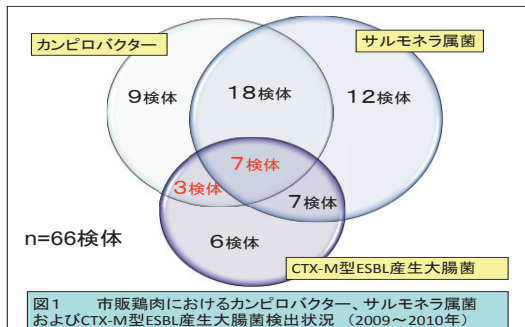 カンピロバクター
サルモネラ属菌
9検体
18検体
12検体
7検体
3検体
7検体
n=66検体
6検体
CTX-M型ESBL産生大腸菌
図1　市販鶏肉におけるカンピロバクター、サルモネラ属菌
およびCTX-M型ESBL産生大腸菌検出状況　（2009～2010年）